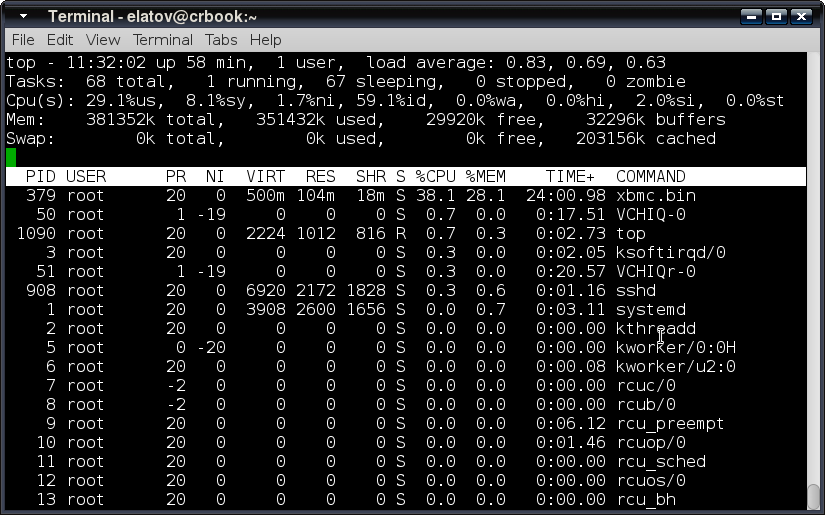 Terminal - elatov@crbook:~
File Edit View Terminal Tabs Help
top - 11:32:02 up 58 min,  1 user,  load average: 0.83, 0.69, 0.63
Tasks:  68 total,   1 running,  67 sleeping,   0 stopped,   0 zombie
Cpu(s): 29.1%us,  8.1%sy,  1.7%ni, 59.1%id,  0.0%wa,  0.0%hi,  2.0%si,  0.0%st
Mem:    381352k total,   351432k used,    29920k free,    32296k buffers
Swap:        0k total,        0k used,        0k free,   203156k cached
  PID USER      PR  NI  VIRT  RES  SHR S %CPU %MEM    TIME+  COMMAND
  379 root      20   0  500m 104m  18m S 38.1 28.1  24:00.98 xbmc.bin
   50 root       1 -19     0    0    0 S  0.7  0.0   0:17.51 VCHIQ-0
 1090 root      20   0  2224 1012  816 R  0.7  0.3   0:02.73 top
    3 root      20   0     0    0    0 S  0.3  0.0   0:02.05 ksoftirqd/0
   51 root       1 -19     0    0    0 S  0.3  0.0   0:20.57 VCHIQr-0
  908 root      20   0  6920 2172 1828 S  0.3  0.6   0:01.16 sshd
    1 root      20   0  3908 2600 1656 S  0.0  0.7   0:03.11 systemd
    2 root      20   0     0    0    0 S  0.0  0.0   0:00.00 kthreadd
    5 root       0 -20     0    0    0 S  0.0  0.0   0:00.00 kworker/0:0H
    6 root      20   0     0    0    0 S  0.0  0.0   0:00.08 kworker/u2:0
    7 root      -2   0     0    0    0 S  0.0  0.0   0:00.00 rcuc/0
    8 root      -2   0     0    0    0 S  0.0  0.0   0:00.00 rcub/0
    9 root      20   0     0    0    0 S  0.0  0.0   0:06.12 rcu_preempt
   10 root      20   0     0    0    0 S  0.0  0.0   0:01.46 rcuop/0
   11 root      20   0     0    0    0 S  0.0  0.0   0:00.00 rcu_sched
   12 root      20   0     0    0    0 S  0.0  0.0   0:00.00 rcuos/0
   13 root      20   0     0    0    0 S  0.0  0.0   0:00.00 rcu_bh